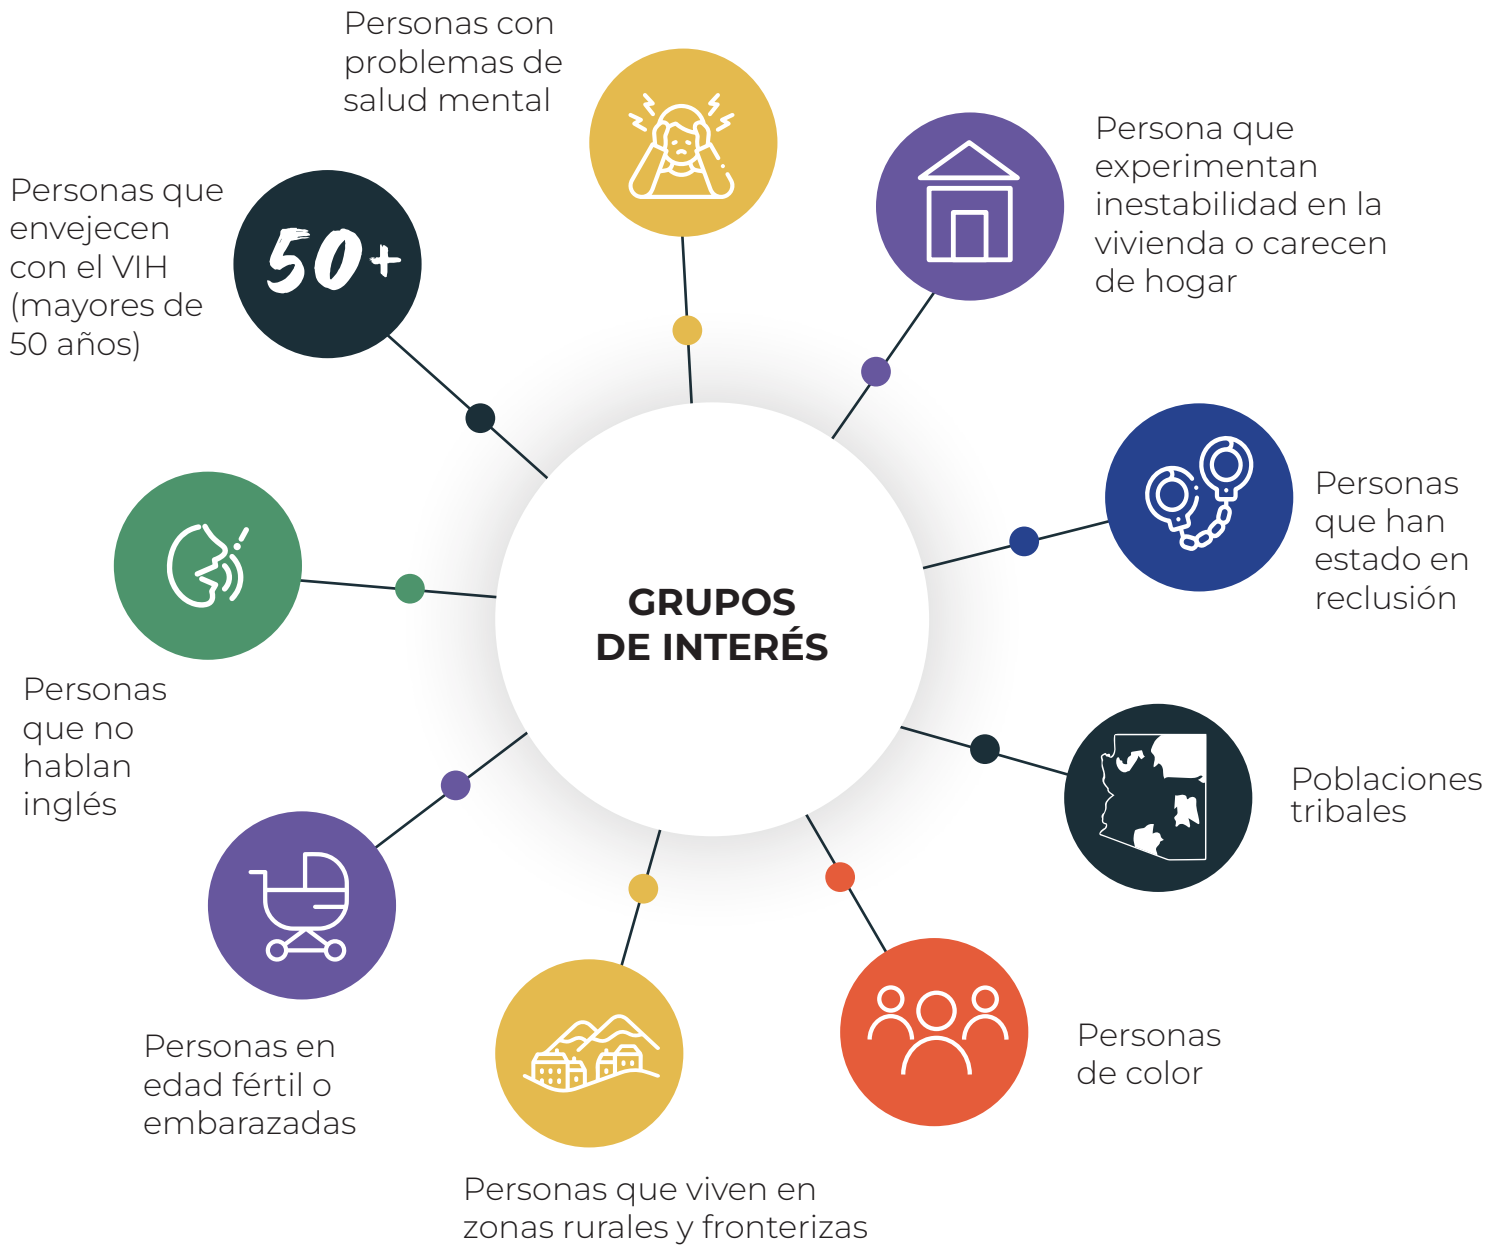 Personas con
problemas de
salud mental
Persona que
experimentan
inestabilidad en la
vivienda o carecen
de hogar
Personas que
envejecen
con el VIH
(mayores de
50 años)
50+
Personas
que han
estado en
reclusión
GRUPOS
DE INTERÉS
Personas
que no
hablan
inglés
Poblaciones
tribales
Personas
de color
Personas en
edad fértil o
embarazadas
Personas que viven en
zonas rurales y fronterizas